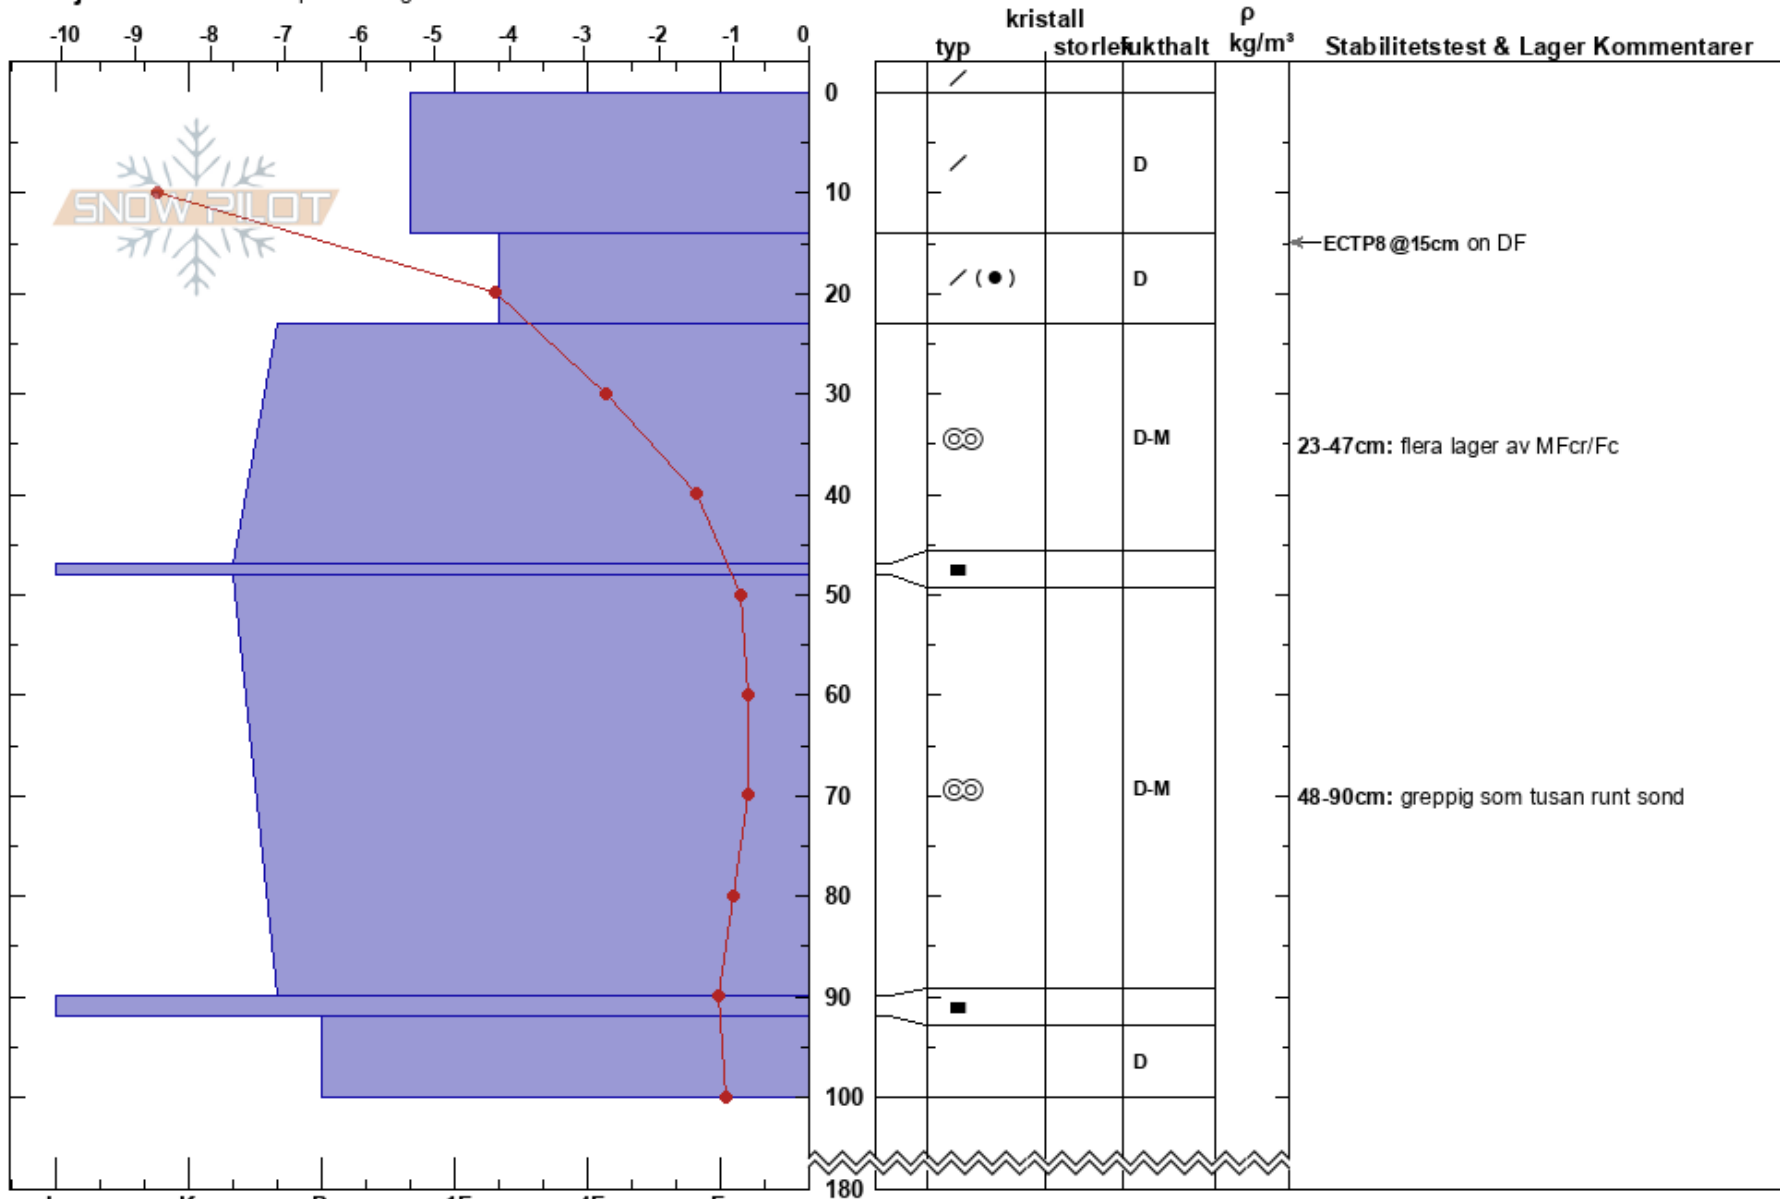 kristall
ρ
-10 -9 -8 -7 -6 -5 -4 -3 -2 -1 0
typ storlek fukthalt kg/m³ Stabilitetstest & Lager Kommentarer
0
D
10
SNOW PILOT
ECTP8 @15cm on DF
( ) D
20
30
D-M
23-47cm: flera lager av MFcr/Fc
40
50
60
D-M
70
48-90cm: greppig som tusan runt sond
80
90
D
100
180